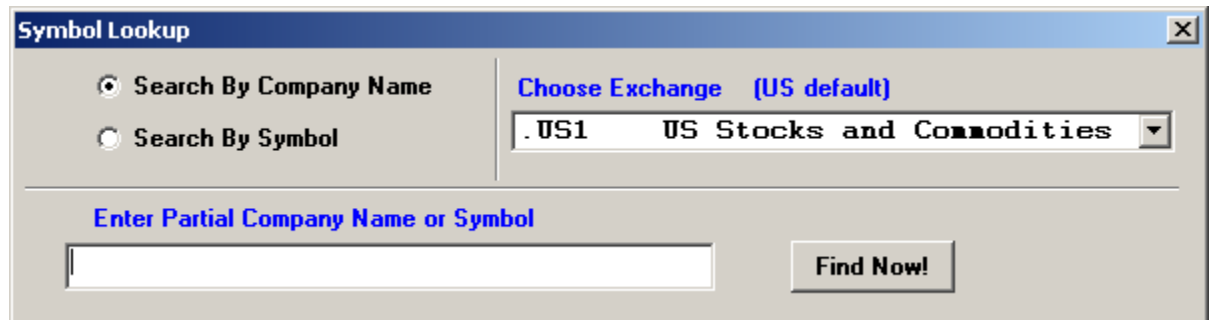 Symbol Lookup
Search By Company Name
Search By Symbol
Choose Exchange (US default)
.US1 US Stocks and Commodities
Enter Partial Company Name or Symbol
Find Now!